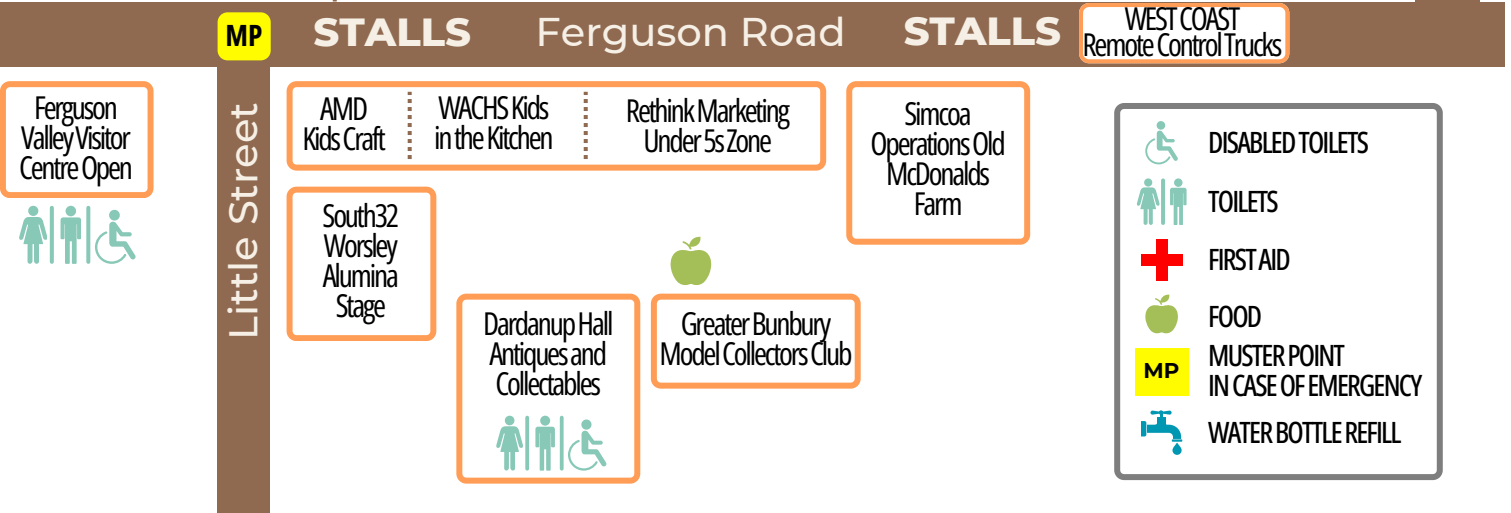 MP
STALLS
Ferguson Road
STALLS
WEST COAST
Remote Control Trucks
Ferguson
Valley Visitor
Centre Open
Little Street
AMD
Kids Craft
WACHS Kids
in the Kitchen
Rethink Marketing
Under 5s Zone
Simcoa
Operations Old
McDonalds
Farm
South32
Worsley
Alumina
Stage
Dardanup Hall
Antiques and
Collectables
Greater Bunbury
Model Collectors Club
DISABLED TOILETS
TOILETS
FIRST AID
FOOD
MP
MUSTER POINT
IN CASE OF EMERGENCY
WATER BOTTLE REFILL